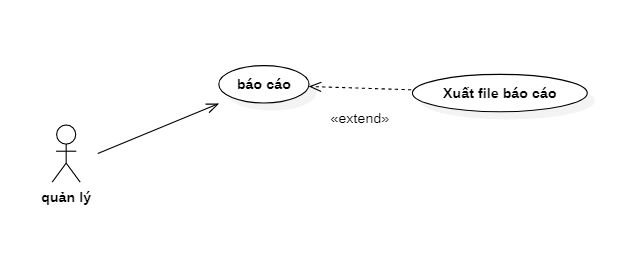 báo cáo
Xuất file báo cáo
«extend»
quản lý